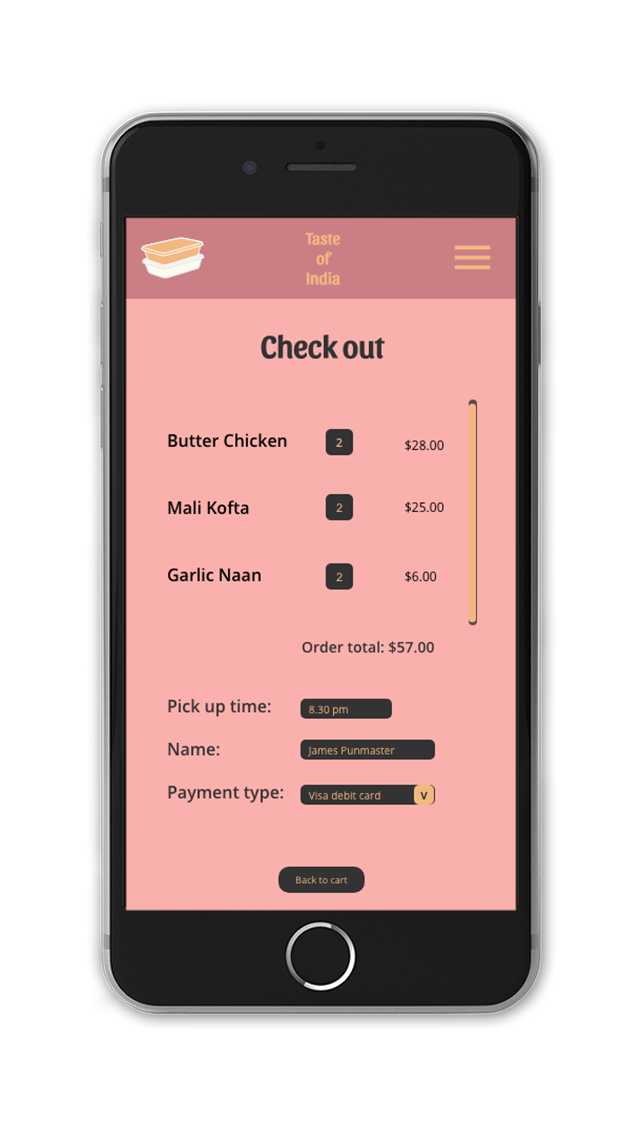 Taste
of
India
Check out
Butter Chicken 2 $28.00
Mali Kofta 2 $25.00
Garlic Naan 2 $6.00
Order total: $57.00
Pick up time: 8.30 pm
Name: James Punmaster
Payment type: Visa debit card v
Back to cart